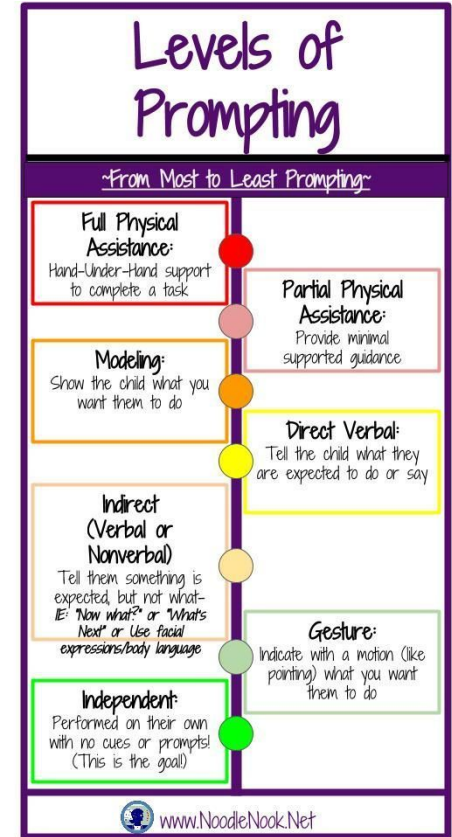 Levels of
Prompting
~From Most to Least Prompting~
Full Physical
Assistance:
Hand-Under-Hand support
to complete a task
Partial Physical
Assistance:
Provide minimal
supported guidance
Modeling:
Show the child what you
want them to do
Direct Verbal:
Tell the child what they
are expected to do or say
Indirect
(Verbal or
Nonverbal)
Tell them something is
expected, but not what-
IE: "Now what?" or "What's
Next" or Use facial
expressions/body language
Gesture:
Indicate with a motion (like
pointing) what you want
them to do
Independent:
Performed on their own
with no cues or prompts!
(This is the goal!)
www.NoodleNook.Net